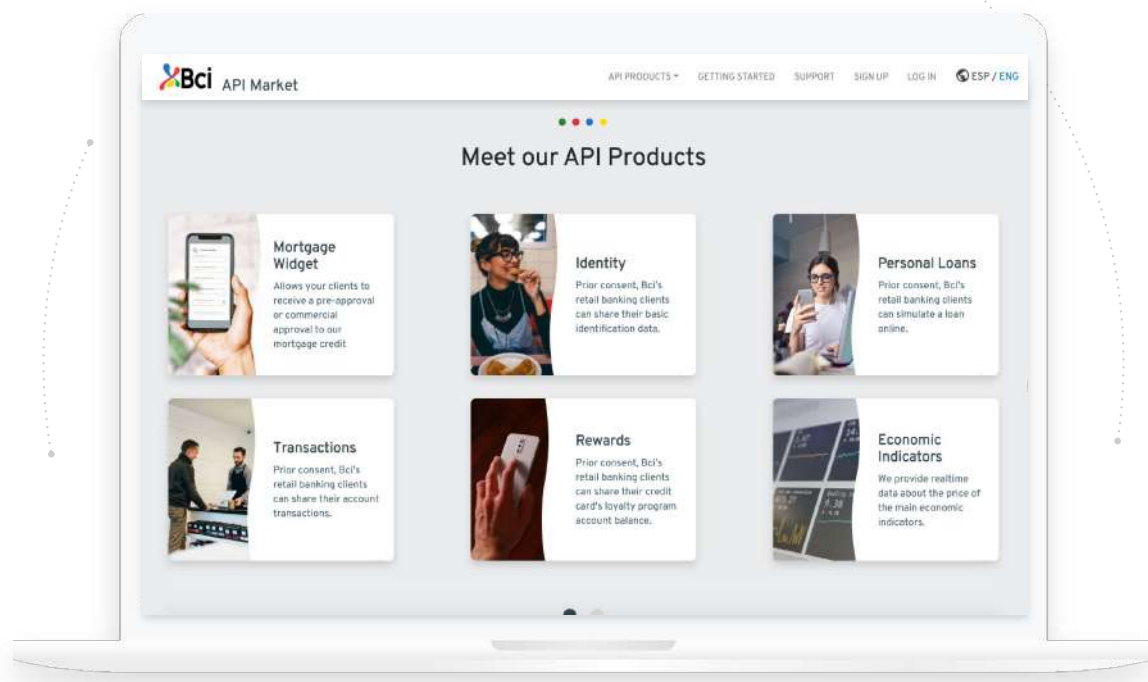 Bci API Market
API PRODUCTS GETTING STARTED SUPPORT SIGN UP LOG IN ESP / ENG
Meet our API Products
Mortgage
Widget
Allows your clients to
receive a pre-approval
or commercial
approval to our
mortgage credit
Identity
Prior consent, Bci's
retail banking clients
can share their basic
identification data.
Personal Loans
Prior consent, Bci's
retail banking clients
can simulate a loan
online.
Transactions
Prior consent, Bci's
retail banking clients
can share their account
transactions.
Rewards
Prior consent, Bci's
retail banking clients
can share their credit
card's loyalty program
account balance.
Economic
Indicators
We provide realtime
data about the price of
the main economic
indicators.